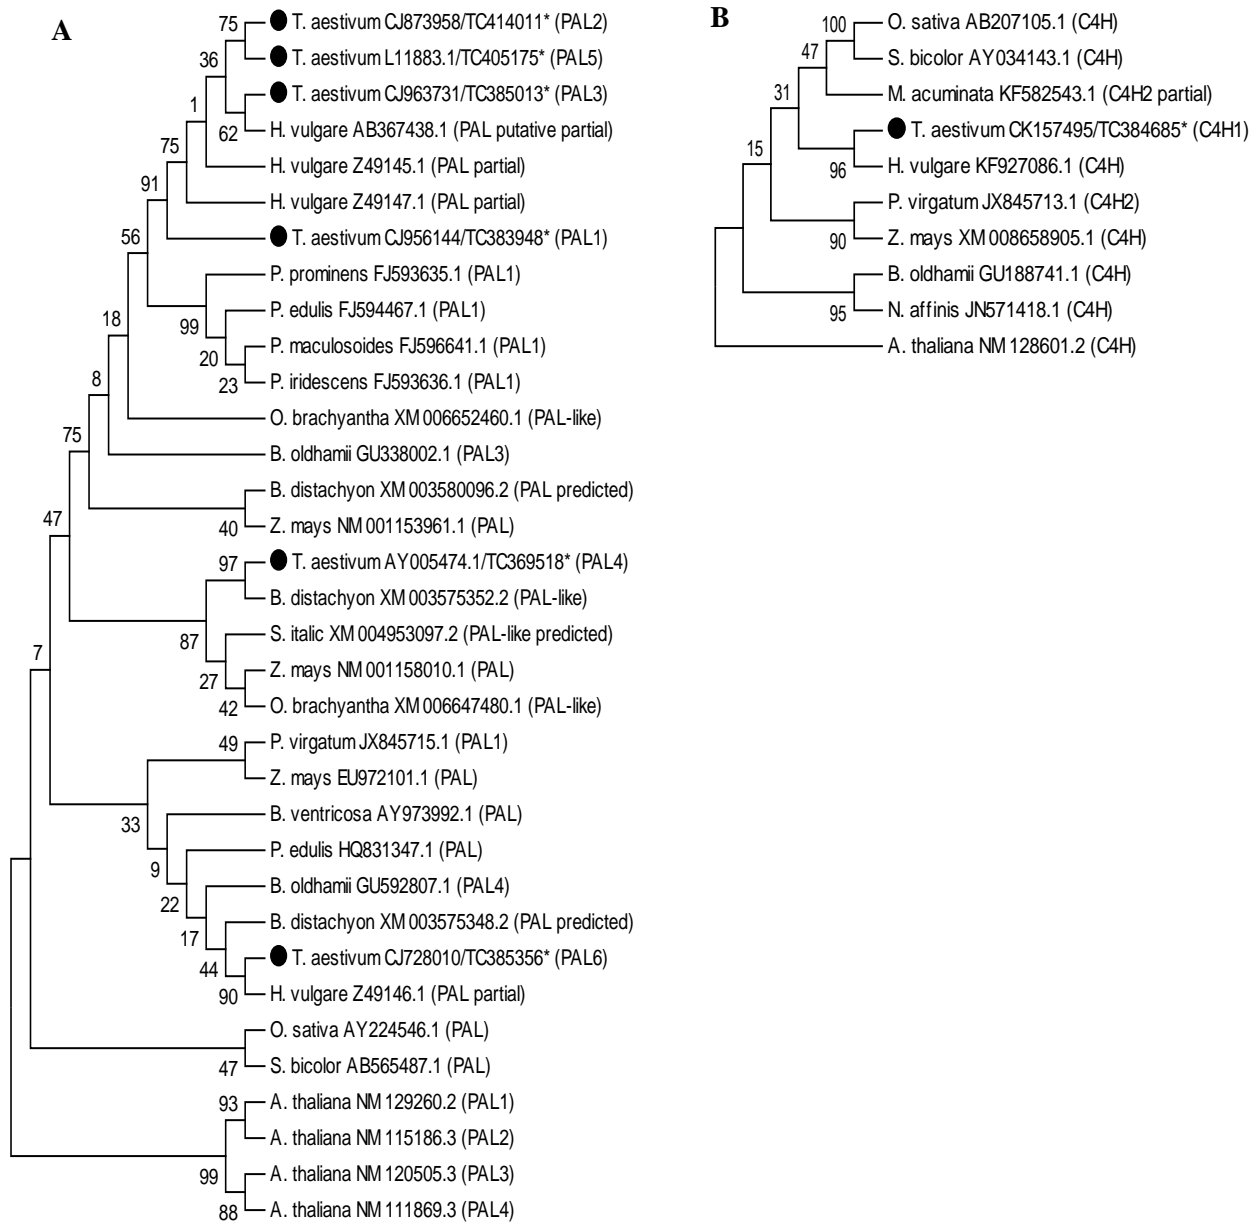 A
75
T. aestivum CJ873958/TC414011* (PAL2)
36
T. aestivum L11883.1/TC405175* (PAL5)
1
T. aestivum CJ963731/TC385013* (PAL3)
62
H. vulgare AB367438.1 (PAL putative partial)
75
H. vulgare Z49145.1 (PAL partial)
91
H. vulgare Z49147.1 (PAL partial)
56
T. aestivum CJ956144/TC383948* (PAL1)
P. prominens FJ593635.1 (PAL1)
18
99
P. edulis FJ594467.1 (PAL1)
20
P. maculosoides FJ596641.1 (PAL1)
8
23
P. iridescens FJ593636.1 (PAL1)
O. brachyantha XM 006652460.1 (PAL-like)
75
B. oldhamii GU338002.1 (PAL3)
B. distachyon XM 003580096.2 (PAL predicted)
47
40
Z. mays NM 001153961.1 (PAL)
97
T. aestivum AY005474.1/TC369518* (PAL4)
B. distachyon XM 003575352.2 (PAL-like)
7
87
S. italic XM 004953097.2 (PAL-like predicted)
27
Z. mays NM 001158010.1 (PAL)
42
O. brachyantha XM 006647480.1 (PAL-like)
49
P. virgatum JX845715.1 (PAL1)
Z. mays EU972101.1 (PAL)
33
B. ventricosa AY973992.1 (PAL)
9
P. edulis HQ831347.1 (PAL)
22
B. oldhamii GU592807.1 (PAL4)
17
B. distachyon XM 003575348.2 (PAL predicted)
44
T. aestivum CJ728010/TC385356* (PAL6)
90
H. vulgare Z49146.1 (PAL partial)
O. sativa AY224546.1 (PAL)
47
S. bicolor AB565487.1 (PAL)
93
A. thaliana NM 129260.2 (PAL1)
A. thaliana NM 115186.3 (PAL2)
99
A. thaliana NM 120505.3 (PAL3)
88
A. thaliana NM 111869.3 (PAL4)
B
100
O. sativa AB207105.1 (C4H)
47
S. bicolor AY034143.1 (C4H)
31
M. acuminata KF582543.1 (C4H2 partial)
15
T. aestivum CK157495/TC384685* (C4H1)
96
H. vulgare KF927086.1 (C4H)
P. virgatum JX845713.1 (C4H2)
90
Z. mays XM 008658905.1 (C4H)
B. oldhamii GU188741.1 (C4H)
95
N. affinis JN571418.1 (C4H)
A. thaliana NM 128601.2 (C4H)